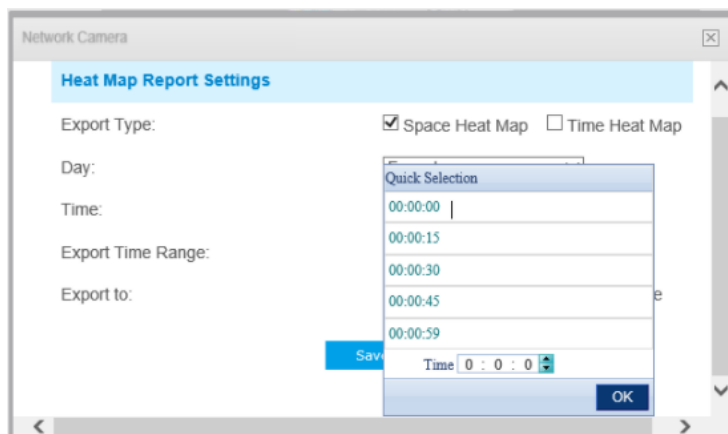 Network Camera
Heat Map Report Settings
Export Type:
Space Heat Map
Time Heat Map
Day:
Quick Selection
Time:
00:00:00
00:00:15
Export Time Range:
00:00:30
Export to:
00:00:45
00:00:59
Time 0 : 0 : 0
OK